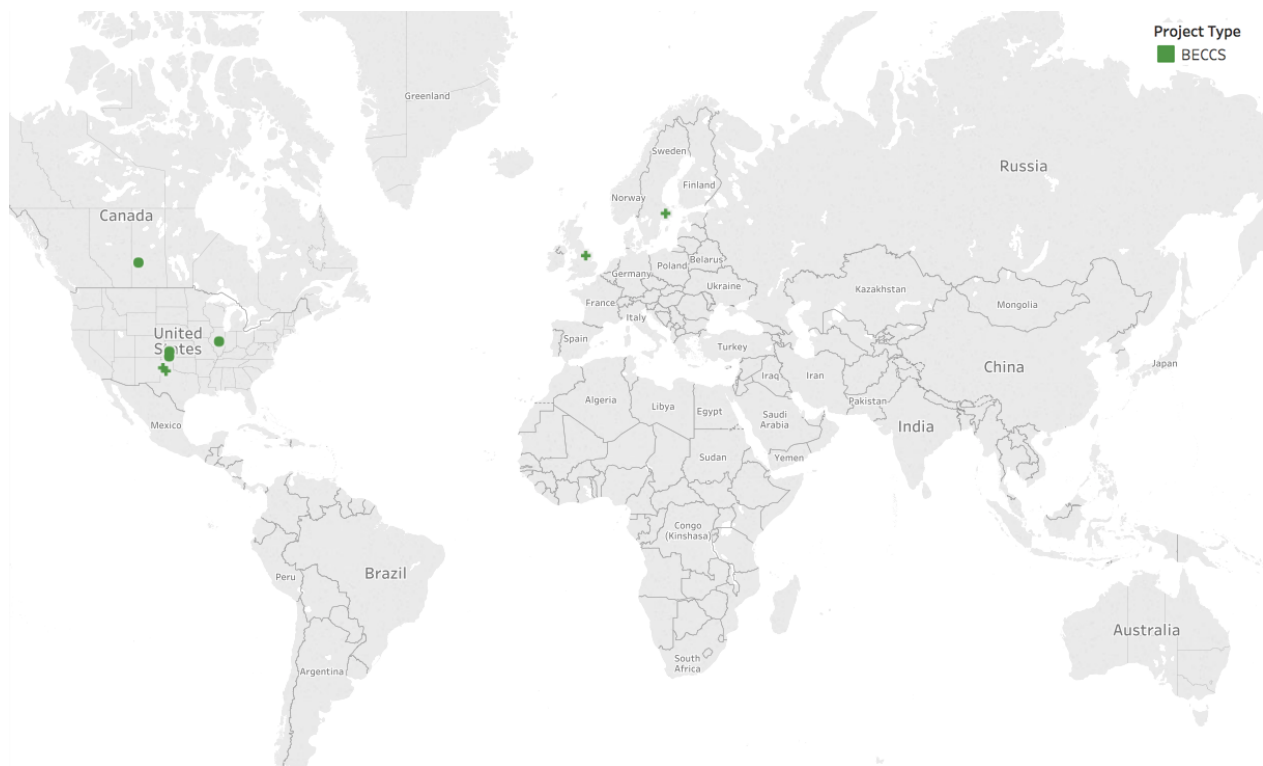 Project Type
BECCS
Greenland
Russia
Sweden
Finland
Norway
Canada
Belarus
Poland
Germany
Ukraine
Kazakhstan
France
Mongolia
Italy
United
States
Spain
Turkey
Japan
China
Iraq
Iran
Algeria
Libya
Egypt
Pakistan
Saudi
Arabia
Mexico
India
Sudan
Yemen
Congo
(Kinshasa)
Peru
Brazil
Australia
South
Africa
Argentina